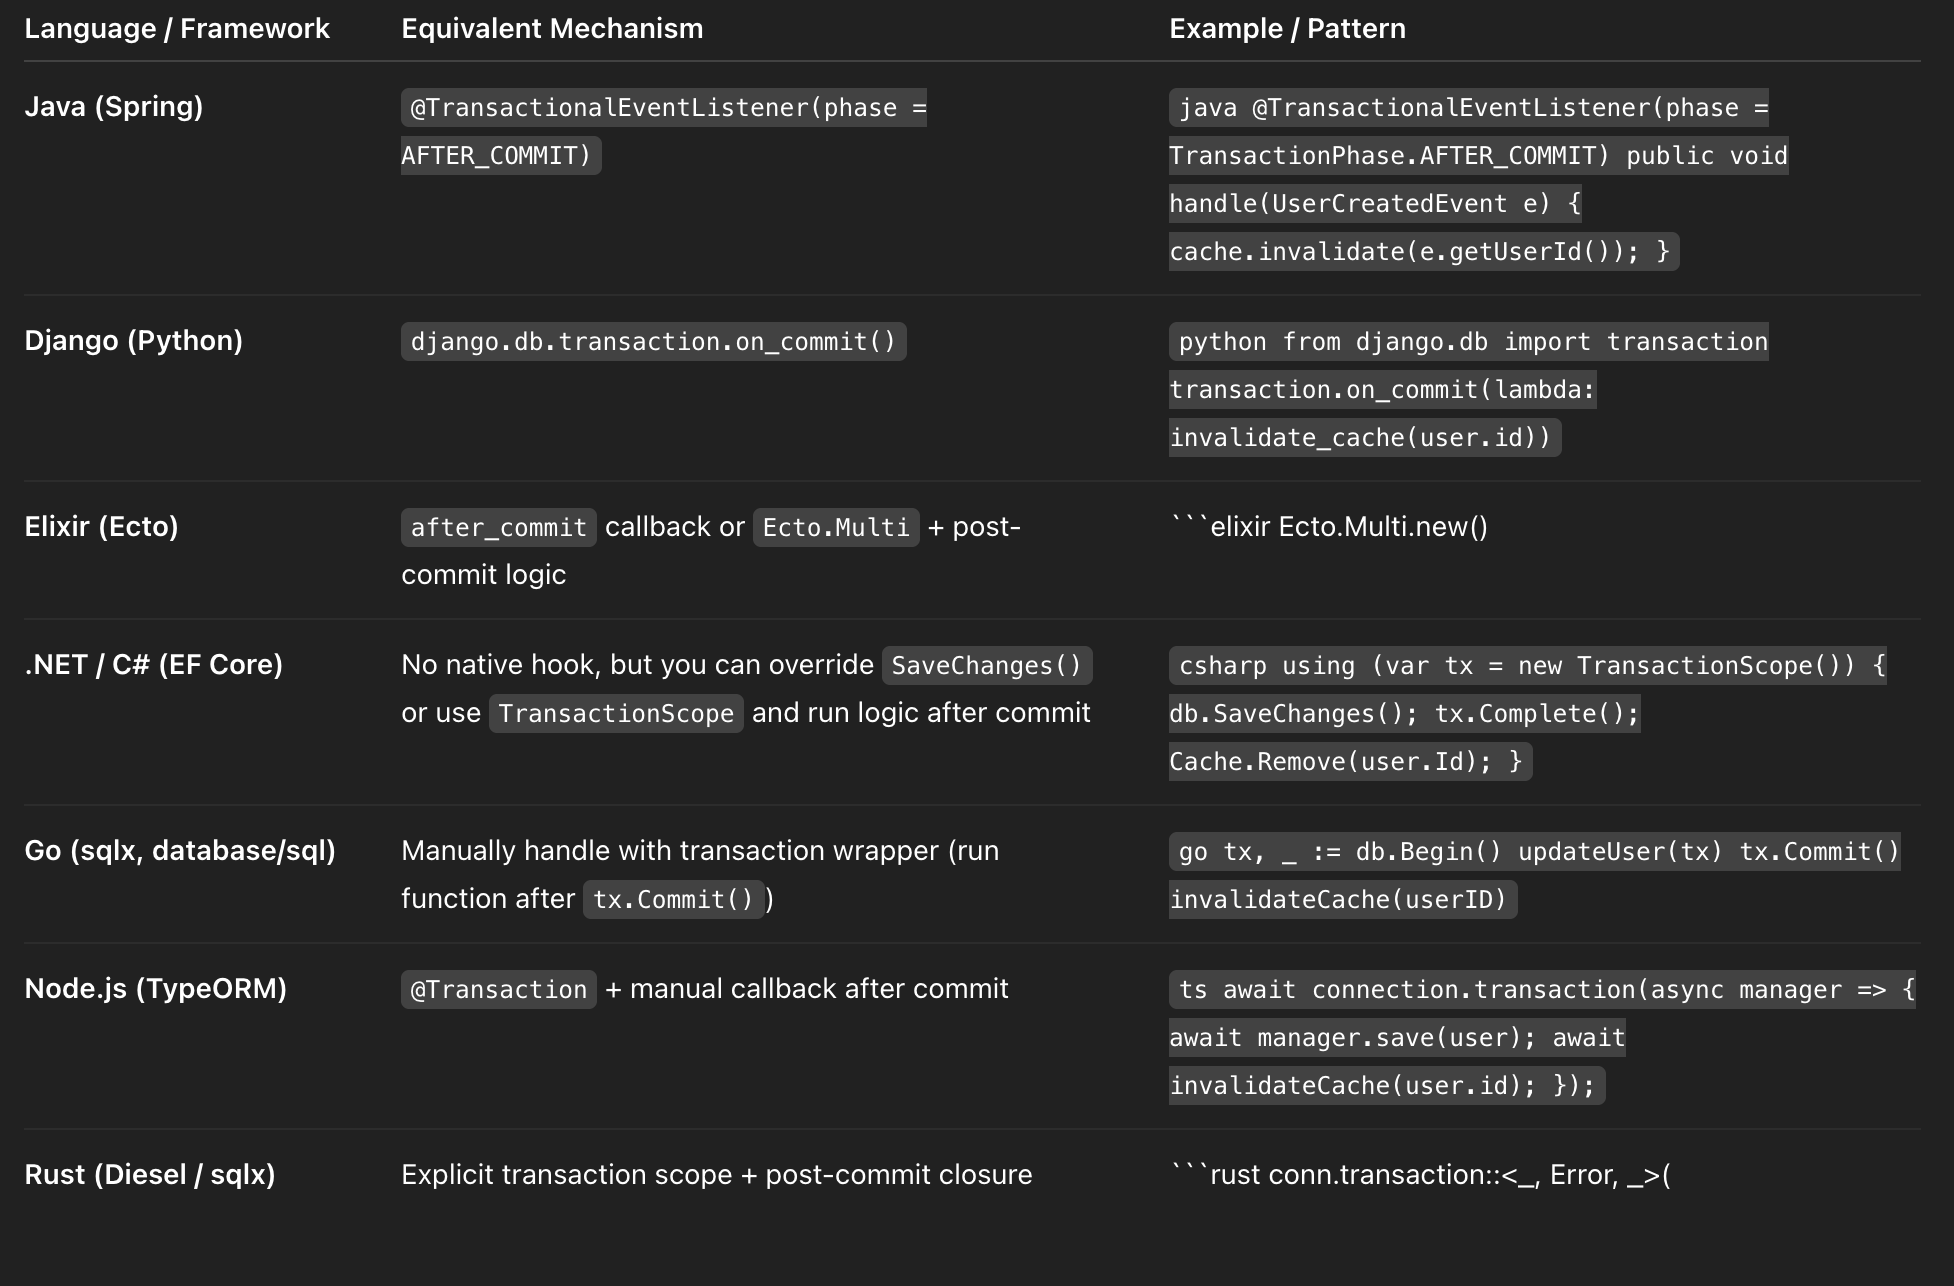 Language / Framework
Equivalent Mechanism
Example / Pattern
Java (Spring)
@TransactionalEventListener(phase =
AFTER_COMMIT)
java @TransactionalEventListener(phase =
TransactionPhase.AFTER_COMMIT) public void
handle(UserCreatedEvent e) {
cache.invalidate(e.getUserId()); }
Django (Python)
django.db.transaction.on_commit()
python from django.db import transaction
transaction.on_commit(lambda:
invalidate_cache(user.id))
Elixir (Ecto)
after_commit callback or Ecto.Multi + post-
commit logic
```elixir Ecto.Multi.new()
.NET / C# (EF Core)
No native hook, but you can override SaveChanges()
or use TransactionScope and run logic after commit
csharp using (var tx = new TransactionScope()) {
db.SaveChanges(); tx.Complete();
Cache.Remove(user.Id); }
Go (sqlx, database/sql)
Manually handle with transaction wrapper (run
function after tx.Commit())
go tx, _ := db.Begin() updateUser(tx) tx.Commit()
invalidateCache(userID)
Node.js (TypeORM)
@Transaction + manual callback after commit
ts await connection.transaction(async manager => {
await manager.save(user); await
invalidateCache(user.id); });
Rust (Diesel / sqlx)
Explicit transaction scope + post-commit closure
```rust conn.transaction::<_, Error, _>(